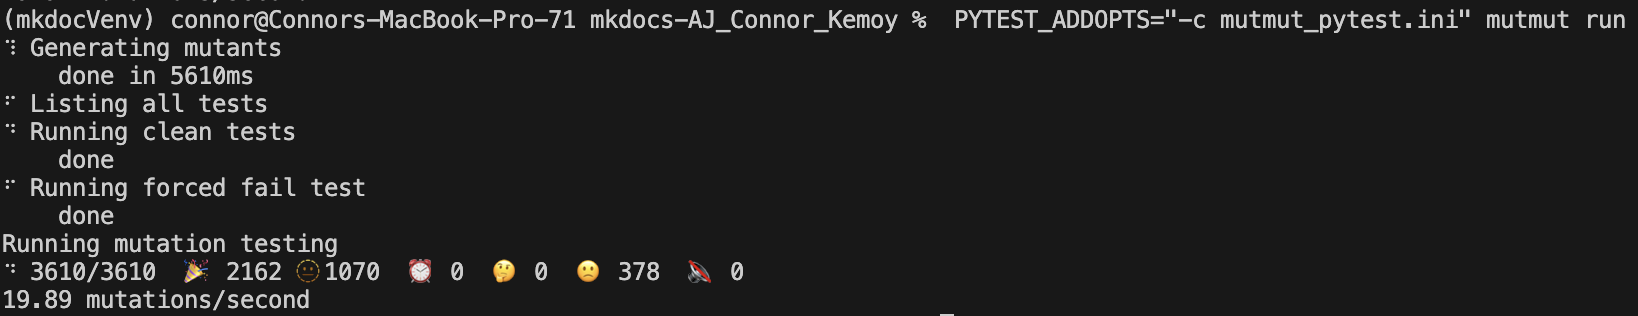 (mkdocVenv) connor@Connors-MacBook-Pro-71 mkdocs-AJ_Connor_Kemoy %  PYTEST_ADDOPTS="-c mutmut_pytest.ini" mutmut run
⠹ Generating mutants
    done in 5610ms
⠋ Listing all tests
⠙ Running clean tests
    done
⠋ Running forced fail test
    done
Running mutation testing
⠙ 3610/3610  🎉 2162 🫥 1070  ⏰ 0  🤔 0  🙁 378  🔇 0
19.89 mutations/second